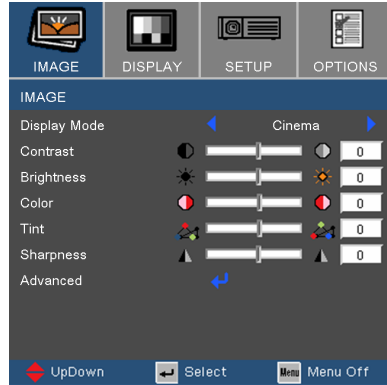 IMAGE DISPLAY SETUP OPTIONS
IMAGE
Display Mode Cinema
Contrast 0
Brightness 0
Color 0
Tint 0
Sharpness 0
Advanced
UpDown Select Menu Menu Off